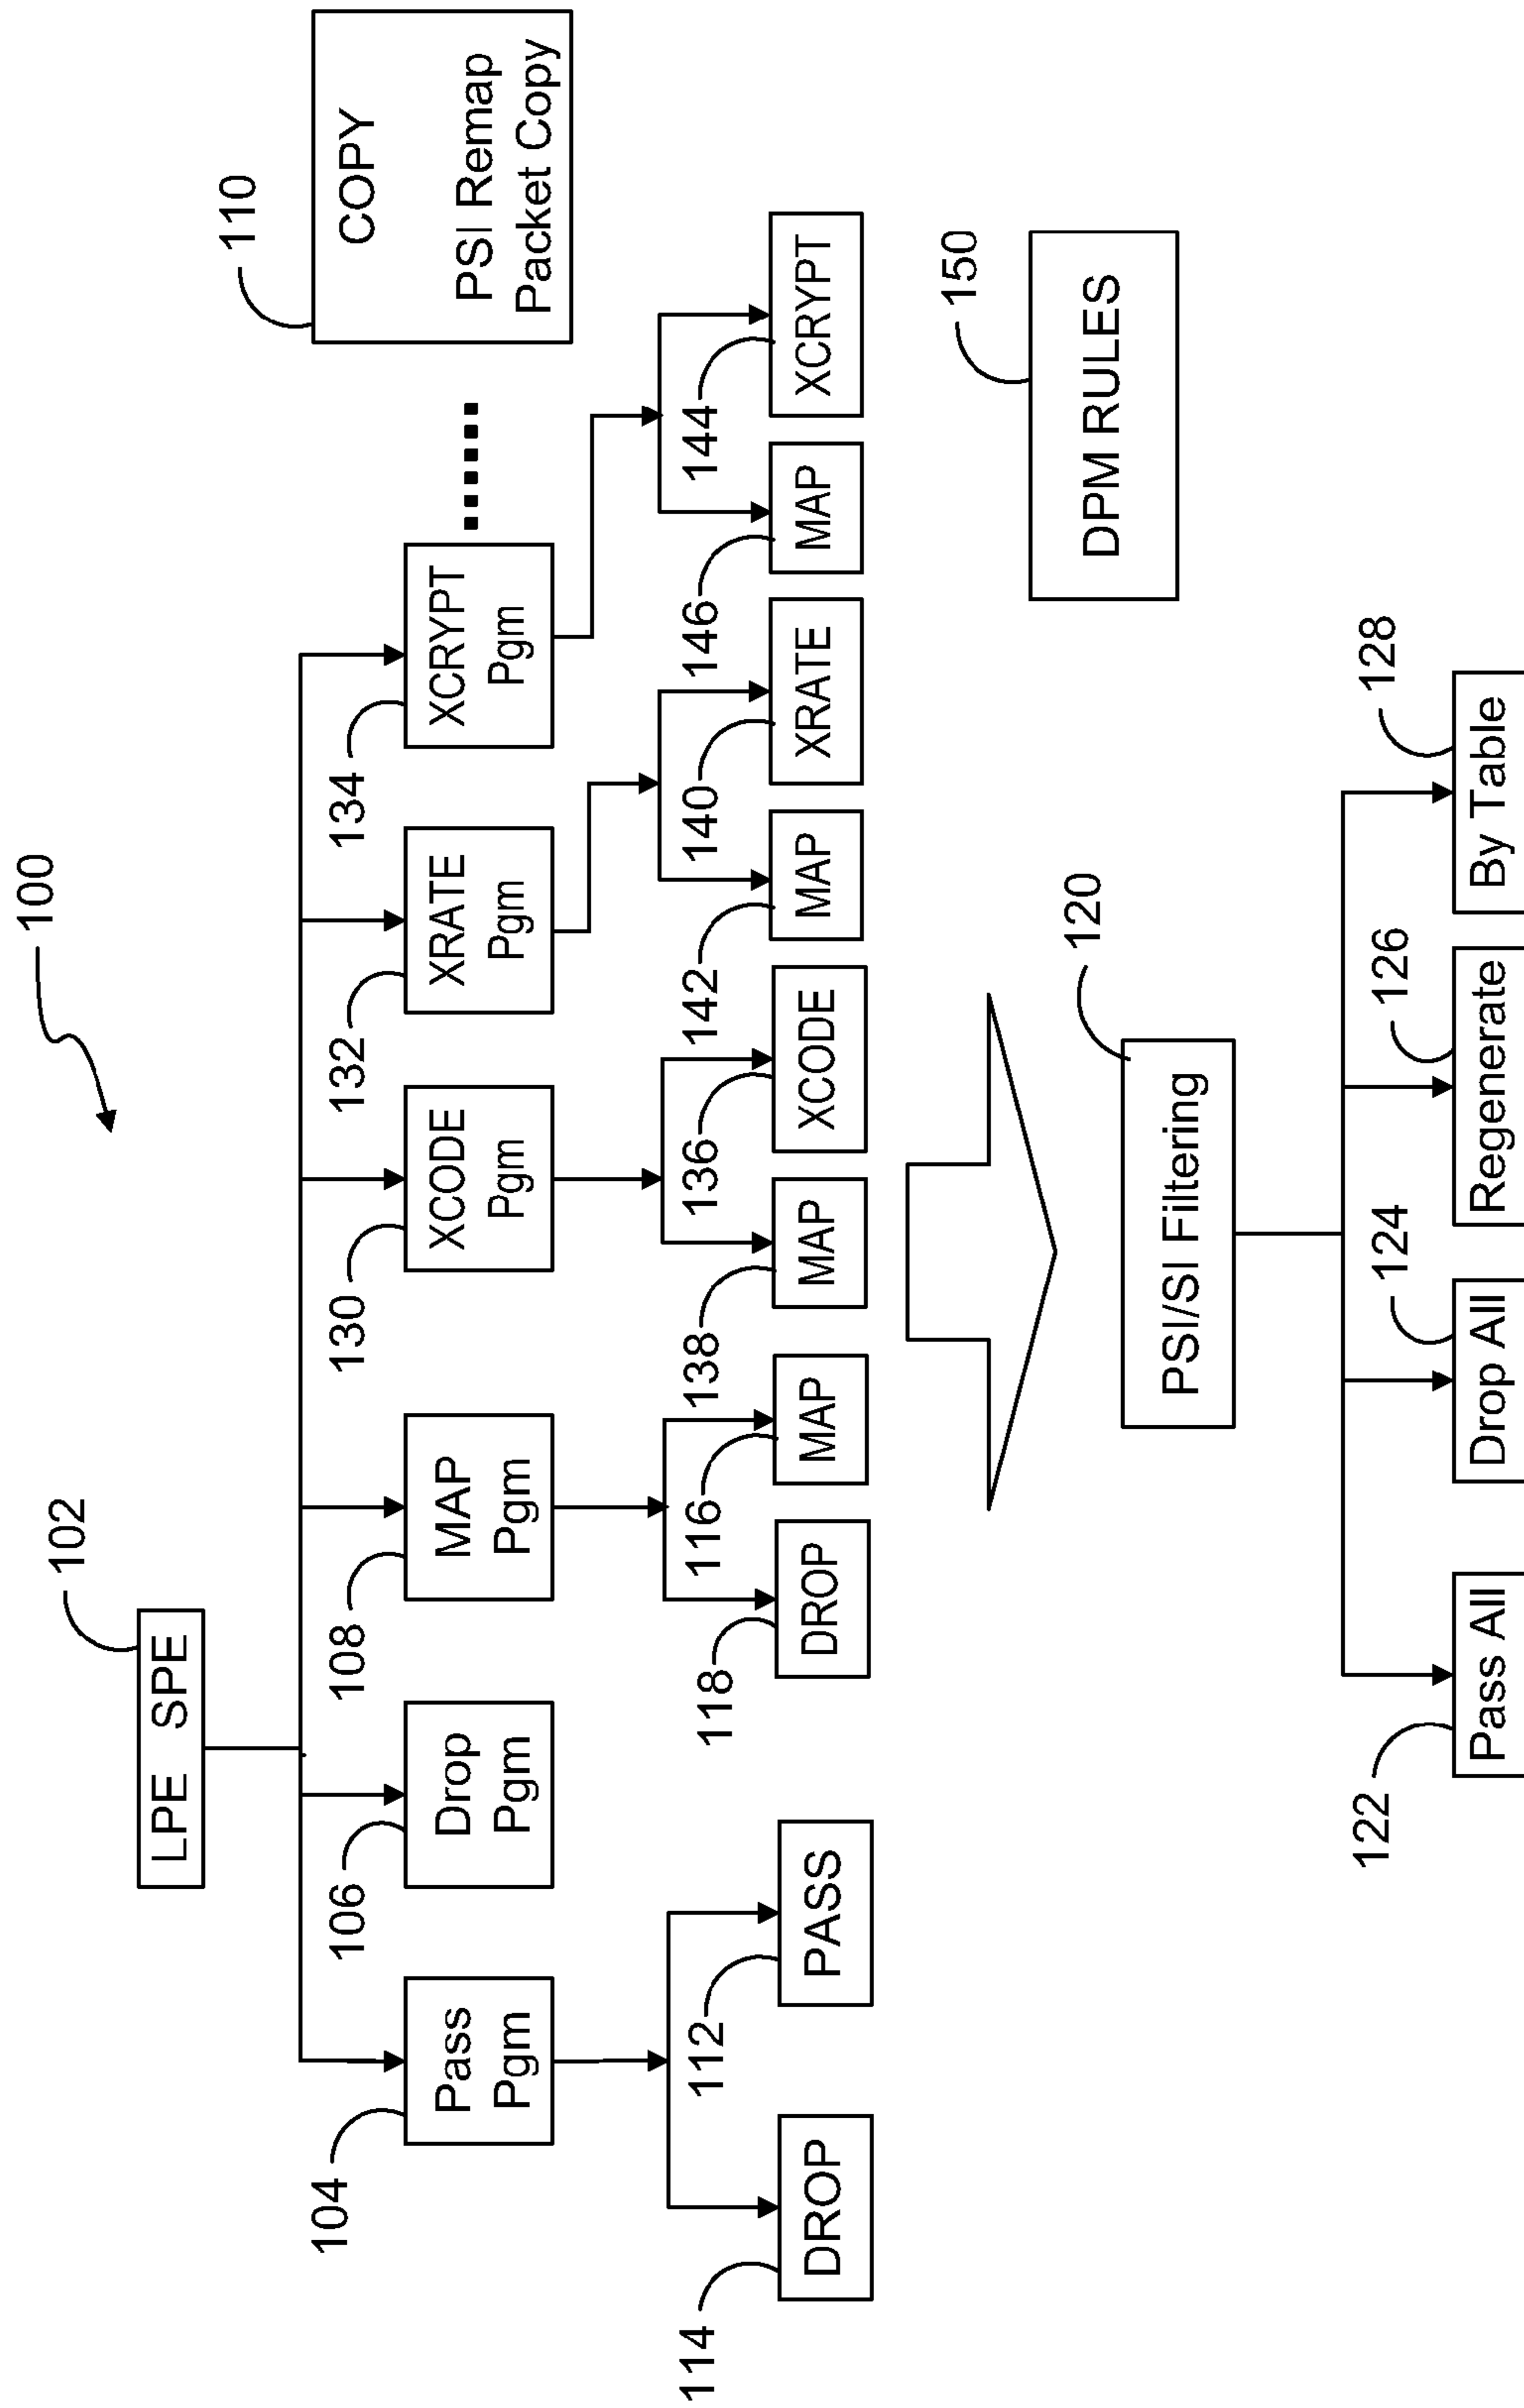 100
102
LPE SPE
110
COPY
PSI Remap
Packet Copy
104
106
108
130
132
134
Pass
Pgm
Drop
Pgm
MAP
Pgm
XCODE
Pgm
XRATE
Pgm
XCRYPT
Pgm
114
112
118
116
138
136
142
140
146
144
DROP
PASS
DROP
MAP
MAP
XCODE
MAP
XRATE
MAP
XCRYPT
150
DPM RULES
120
PSI/SI Filtering
122
124
126
128
Pass All
Drop All
Regenerate
By Table